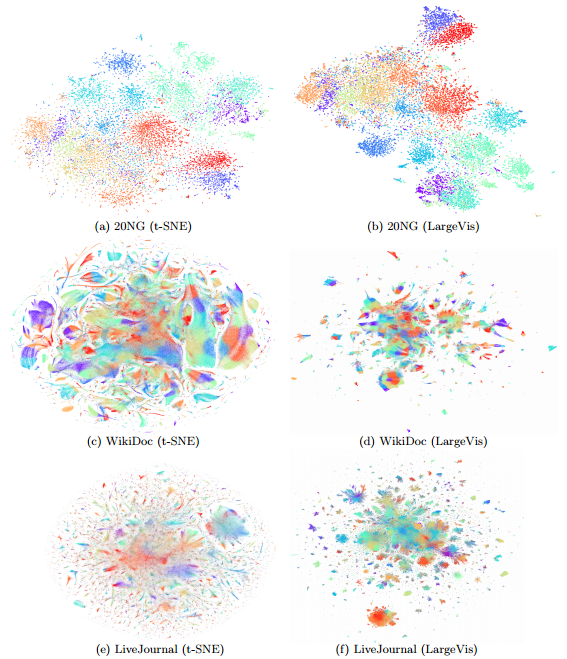 (a) 20NG (t-SNE)
(b) 20NG (LargeVis)
(c) WikiDoc (t-SNE)
(d) WikiDoc (LargeVis)
(e) LiveJournal (t-SNE)
(f) LiveJournal (LargeVis)